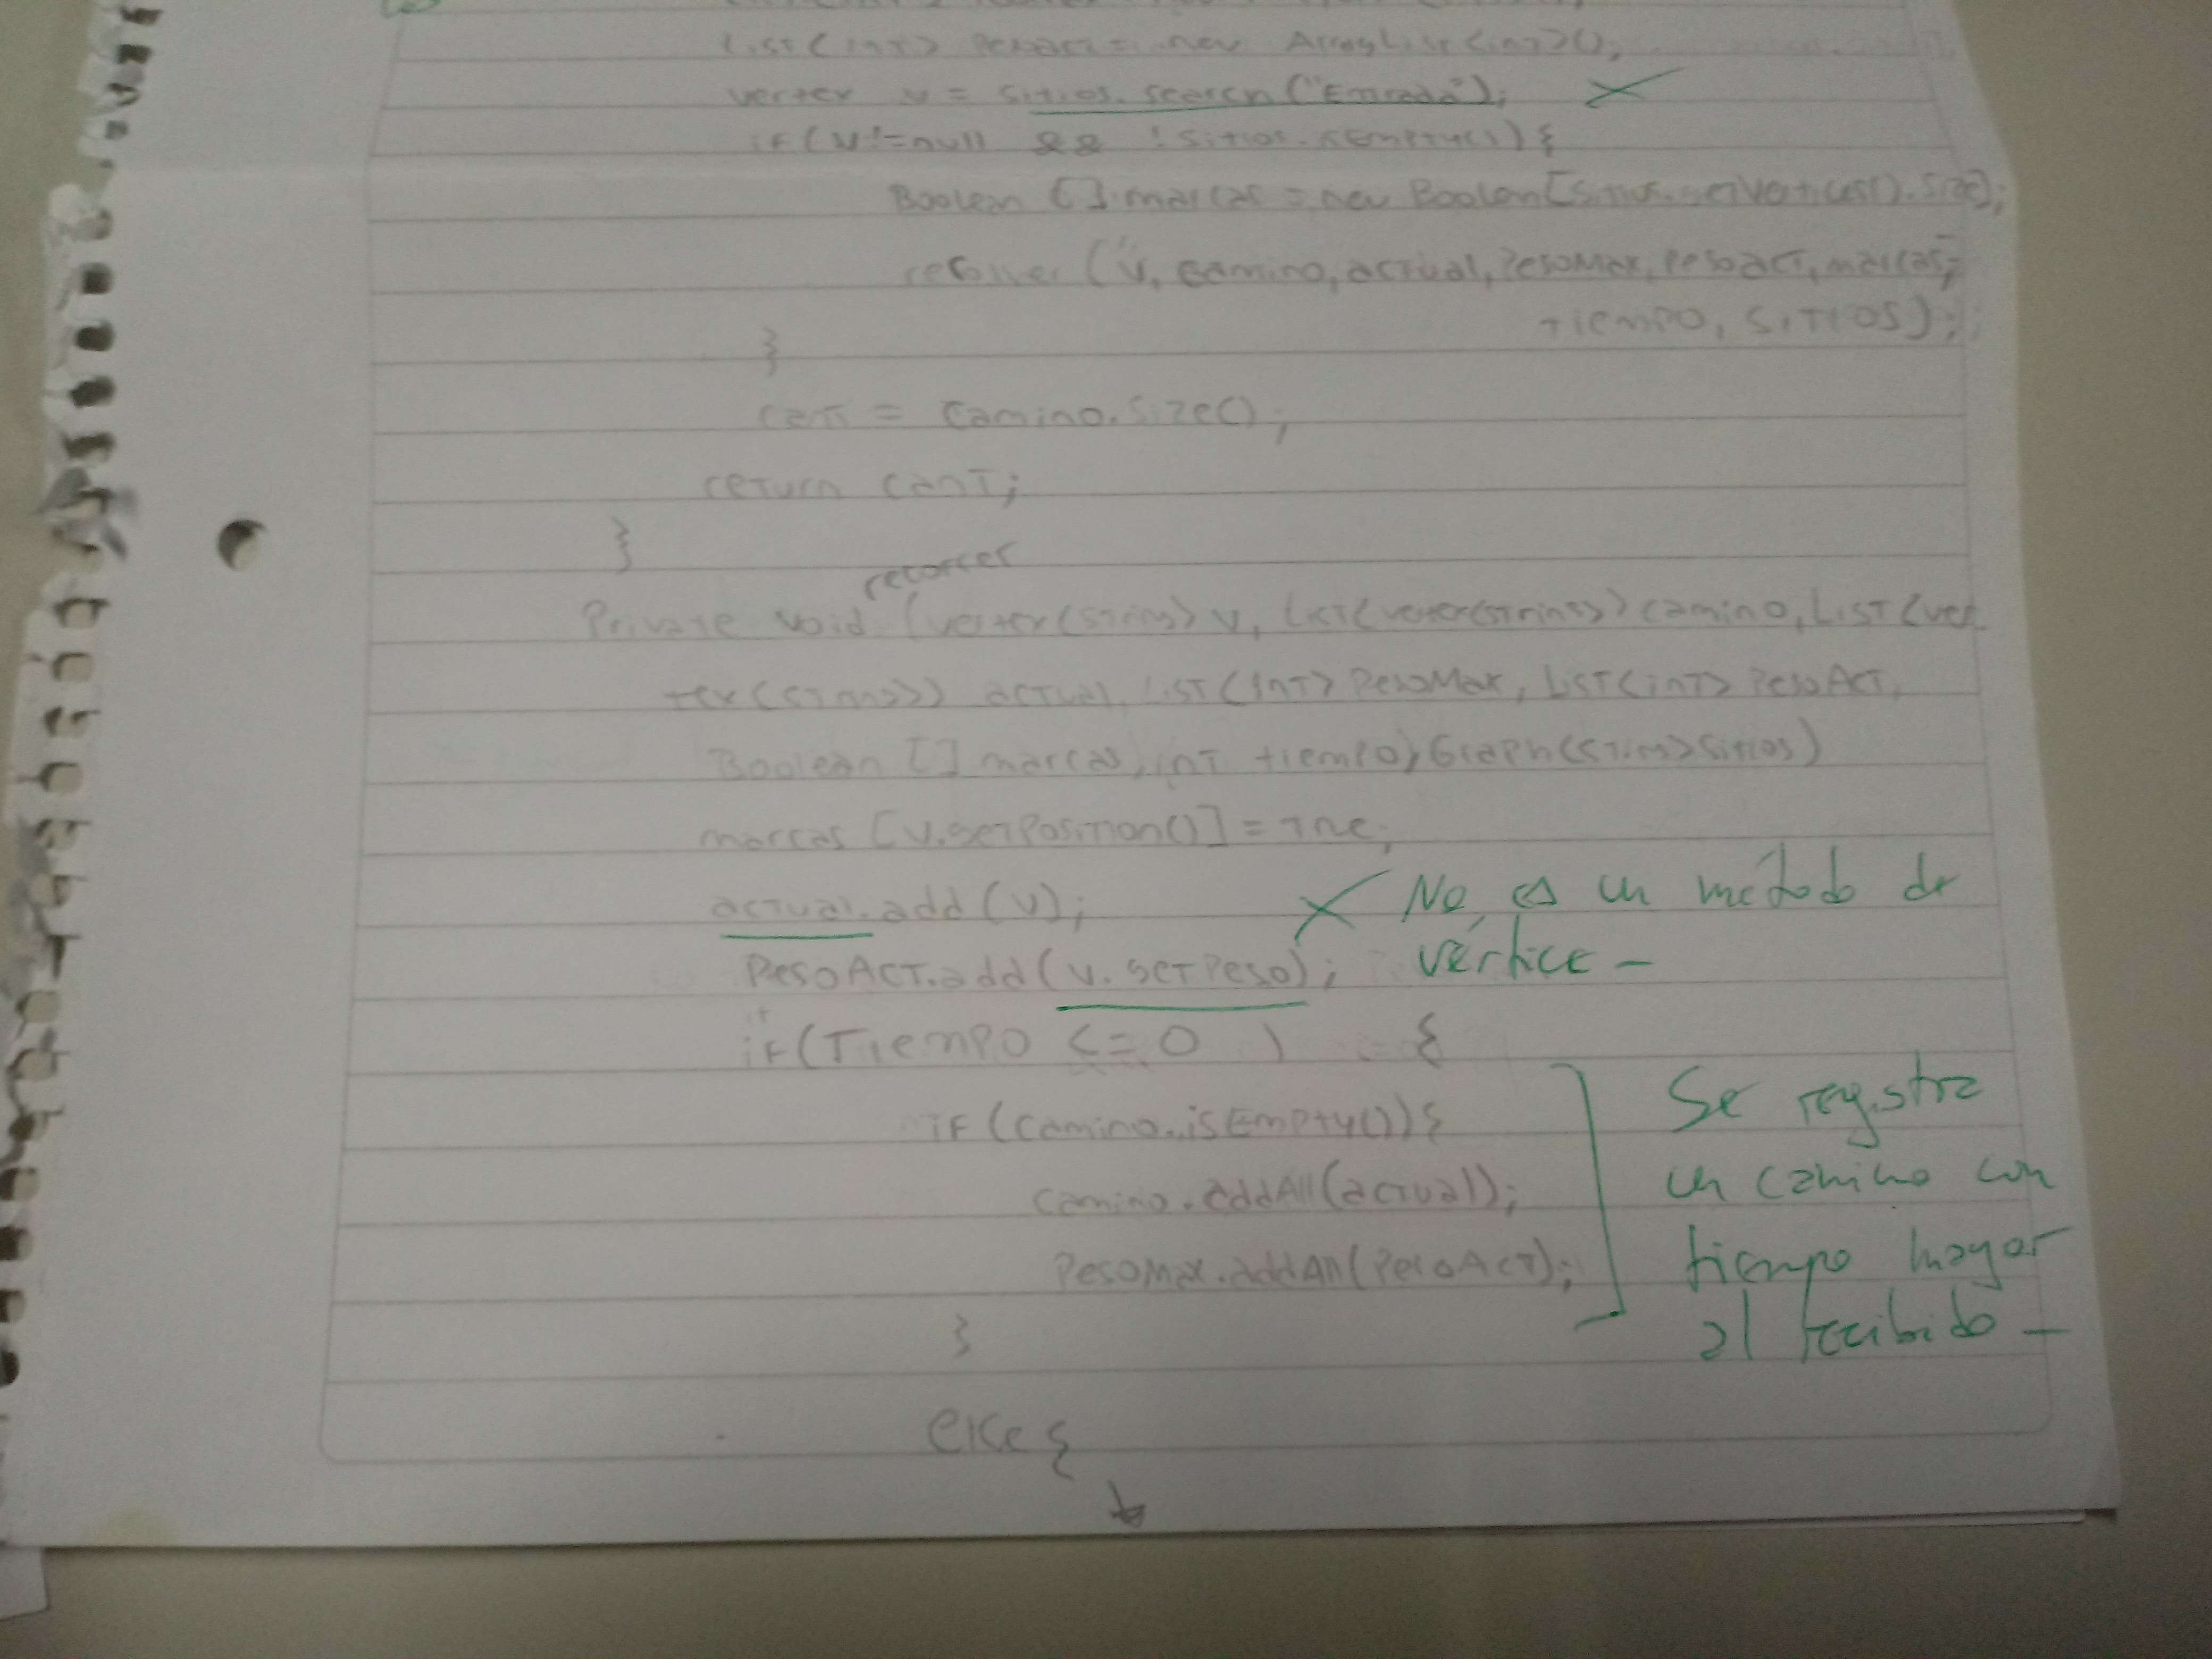 List<int> pesoact = new ArrayList<int>();
vertex v = sitios.search("Entrada"); X
if(v!=null && !sitios.isEmpty()){
Boolean []marcas = new Boolean[sitios.getVertices().size];
recorrer (v, camino, actual, PesoMax, pesoact, marcas,
tiempo, sitios);
}
cant = camino.size();
return cant;
}
recorrer
Private void (vertex<String> v, List<vertex<String>> camino, List<ver
tex<String>> actual, List<int> PesoMax, List<int> PesoAct,
Boolean [] marcas, int tiempo, Graph<String> sitios)
marcas [v.getPosition()] = true;
actual.add(v); X No, es un método de
PesoAct.add(v.getPeso); vértice -
if(Tiempo <= 0 ) {
if(camino.isEmpty()){ Se registra
camino.addAll(actual); un camino con
PesoMax.addAll(PesoAct); tiempo mayor
} al recibido -
else{